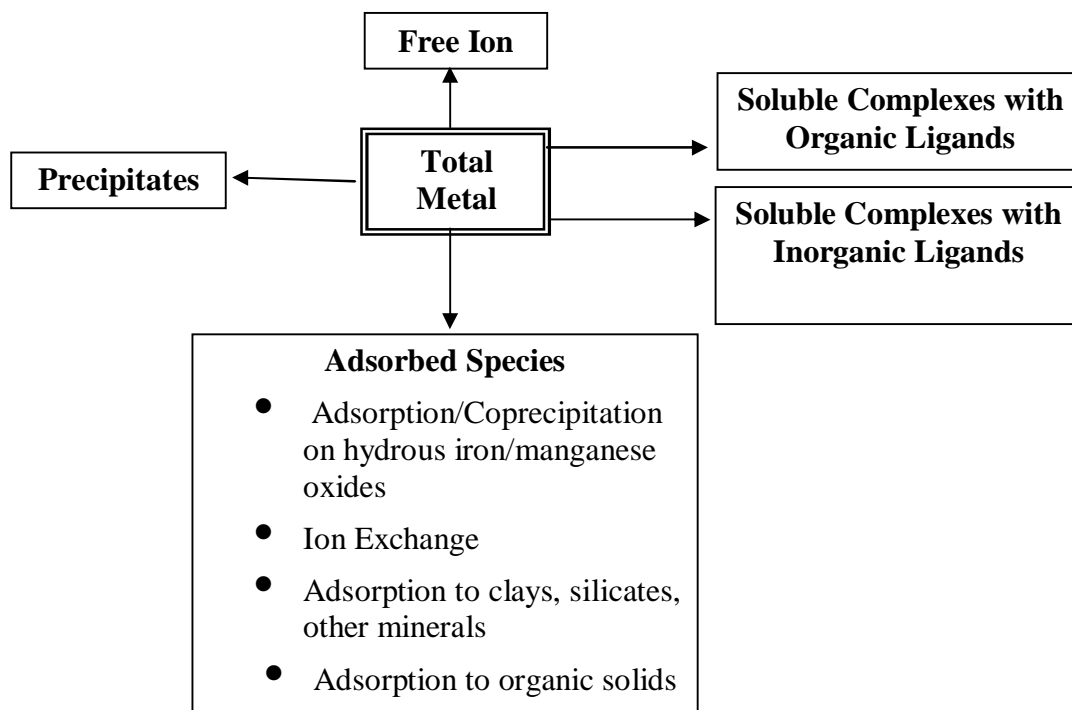 Free Ion
Soluble Complexes with
Organic Ligands
Total
Metal
Precipitates
Soluble Complexes with
Inorganic Ligands
Adsorbed Species
• Adsorption/Coprecipitation
on hydrous iron/manganese
oxides
• Ion Exchange
• Adsorption to clays, silicates,
other minerals
• Adsorption to organic solids